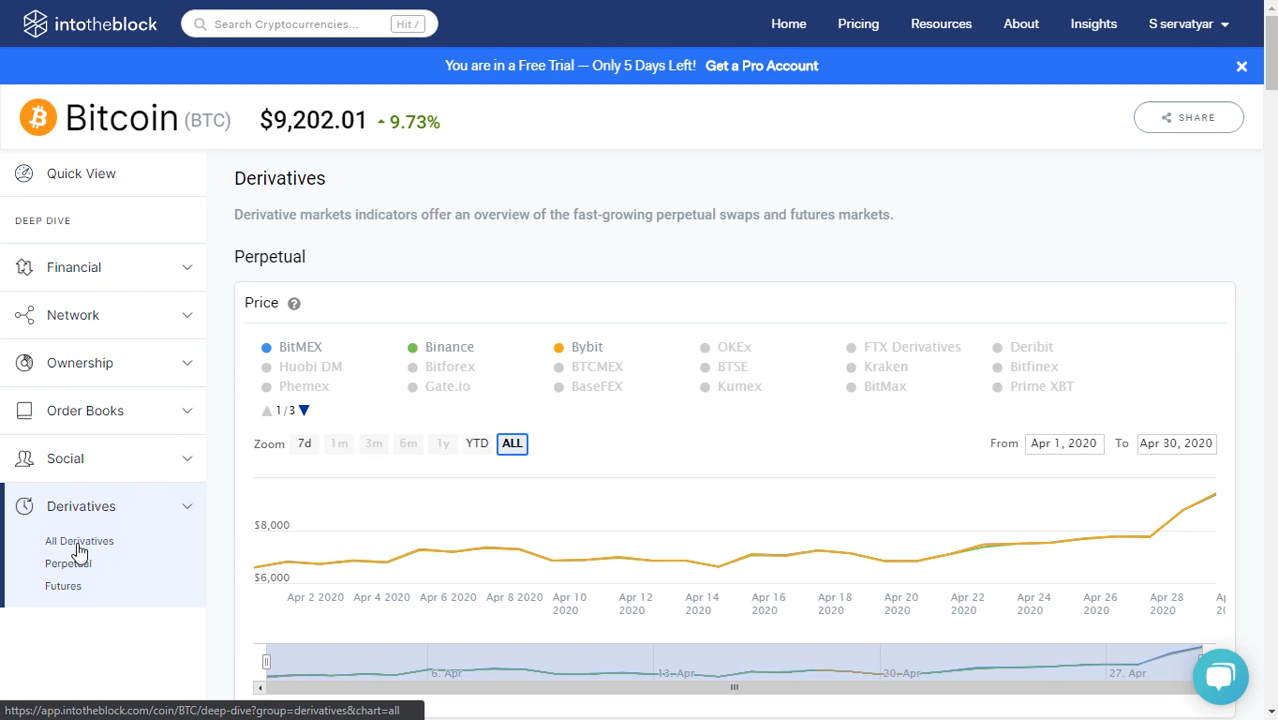 intotheblock
Search Cryptocurrencies...
Hit /
Home
Pricing
Resources
About
Insights
S servatyar
You are in a Free Trial — Only 5 Days Left! Get a Pro Account
Bitcoin (BTC)
$9,202.01
9.73%
SHARE
Quick View
DEEP DIVE
Financial
Network
Ownership
Order Books
Social
Derivatives
All Derivatives
Perpetual
Futures
Derivatives
Derivative markets indicators offer an overview of the fast-growing perpetual swaps and futures markets.
Perpetual
Price ?
BitMEX Binance Bybit OKEx FTX Derivatives Deribit
Huobi DM Bitforex BTCMEX BTSE Kraken Bitfinex
Phemex Gate.io BaseFEX Kumex BitMax Prime XBT
1/3
Zoom 7d 1m 3m 6m 1y YTD ALL
From Apr 1, 2020 To Apr 30, 2020
$8,000
$6,000
Apr 2 2020 Apr 4 2020 Apr 6 2020 Apr 8 2020 Apr 10 2020 Apr 12 2020 Apr 14 2020 Apr 16 2020 Apr 18 2020 Apr 20 2020 Apr 22 2020 Apr 24 2020 Apr 26 2020 Apr 28 2020
6. Apr 13. Apr 20. Apr 27. Apr
https://app.intotheblock.com/coin/BTC/deep-dive?group=derivatives&chart=all